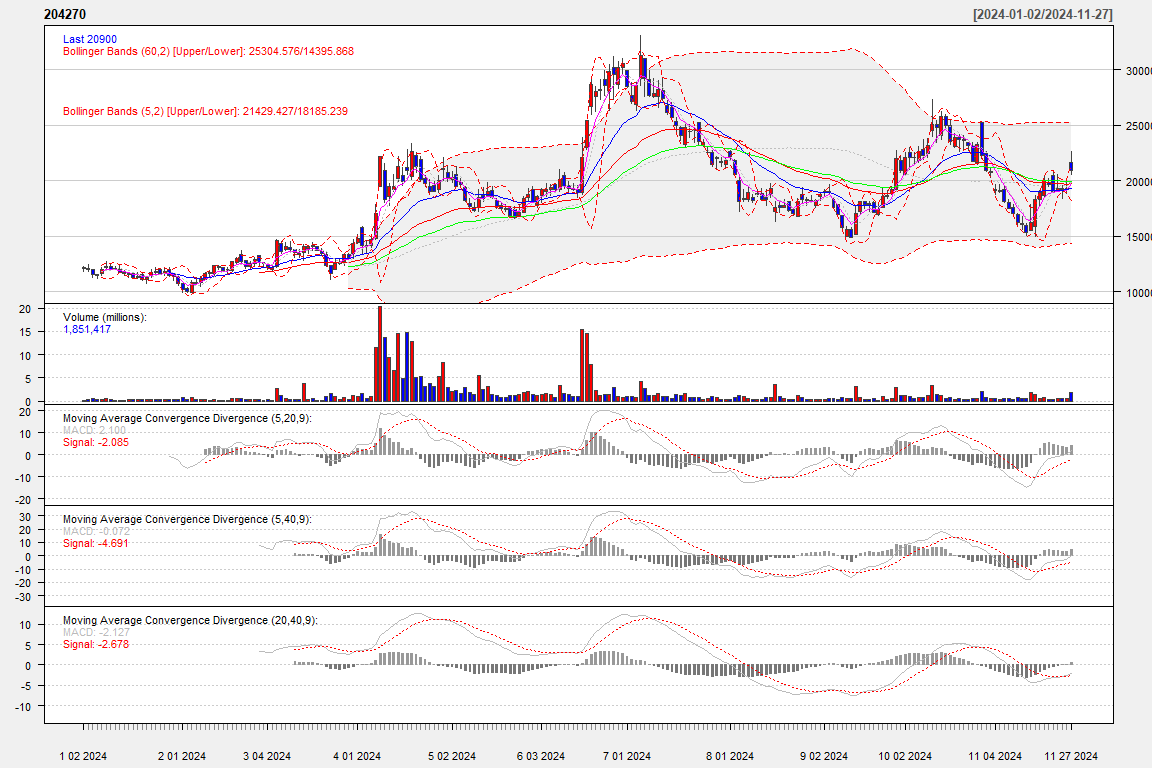 204270
[2024-01-02/2024-11-27]
Last 20900
Bollinger Bands (60,2) [Upper/Lower]: 25304.576/14395.868
Bollinger Bands (5,2) [Upper/Lower]: 21429.427/18185.239
30000
25000
20000
15000
10000
Volume (millions):
1,851,417
20
15
10
5
0
Moving Average Convergence Divergence (5,20,9):
MACD: 2.100
Signal: -2.085
20
10
0
-10
-20
Moving Average Convergence Divergence (5,40,9):
MACD: -0.072
Signal: -4.691
30
20
10
0
-10
-20
-30
Moving Average Convergence Divergence (20,40,9):
MACD: -2.127
Signal: -2.678
10
5
0
-5
-10
1 02 2024
2 01 2024
3 04 2024
4 01 2024
5 02 2024
6 03 2024
7 01 2024
8 01 2024
9 02 2024
10 02 2024
11 04 2024
11 27 2024